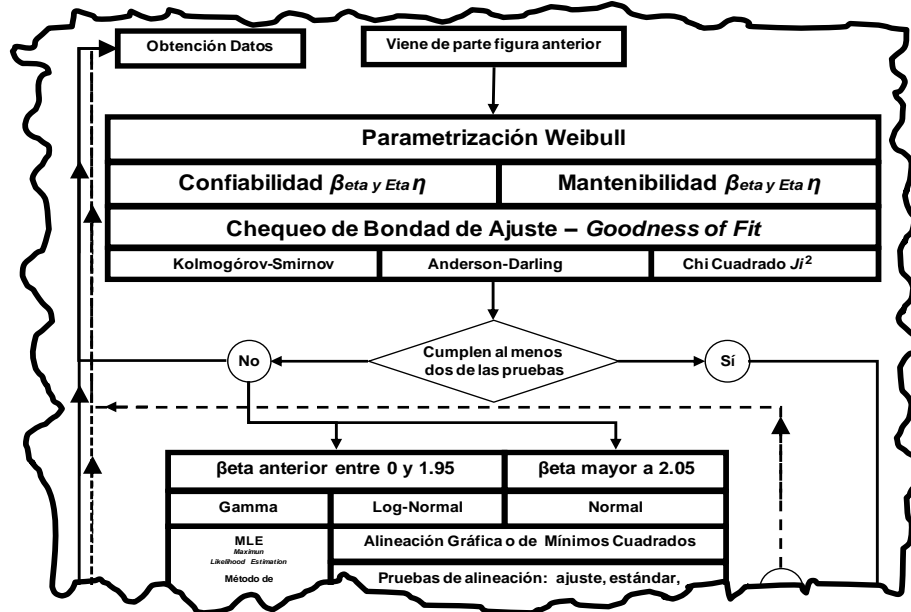 Obtención Datos
Viene de parte figura anterior
Parametrización Weibull
Confiabilidad βeta y Eta η
Mantenibilidad βeta y Eta η
Chequeo de Bondad de Ajuste – Goodness of Fit
Kolmogórov-Smirnov
Anderson-Darling
Chi Cuadrado Ji²
Cumplen al menos
dos de las pruebas
No
Sí
βeta anterior entre 0 y 1.95
βeta mayor a 2.05
Gamma
Log-Normal
Normal
MLE
Maximun
Likelihood Estimation
Método de
Alineación Gráfica o de Mínimos Cuadrados
Pruebas de alineación: ajuste, estándar,